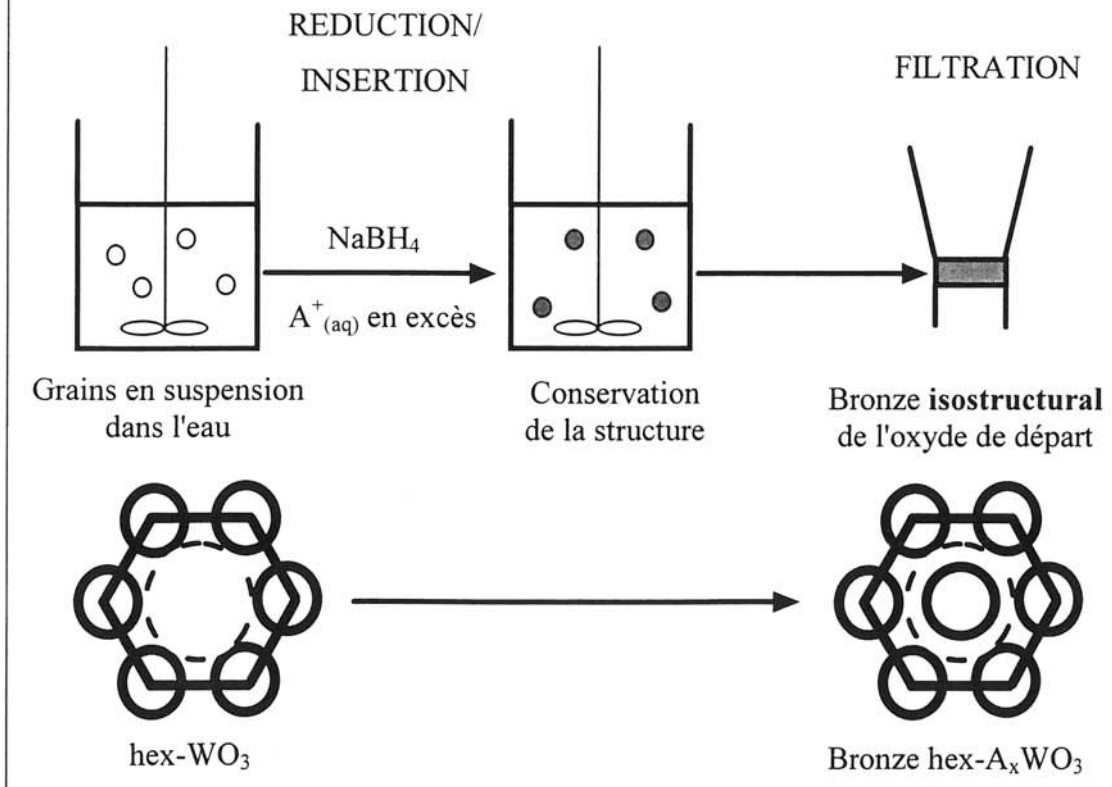 REDUCTION/
INSERTION
FILTRATION
NaBH₄
A⁺(aq) en excès
Grains en suspension
dans l'eau
Conservation
de la structure
Bronze isostructural
de l'oxyde de départ
hex-WO₃
Bronze hex-AₓWO₃